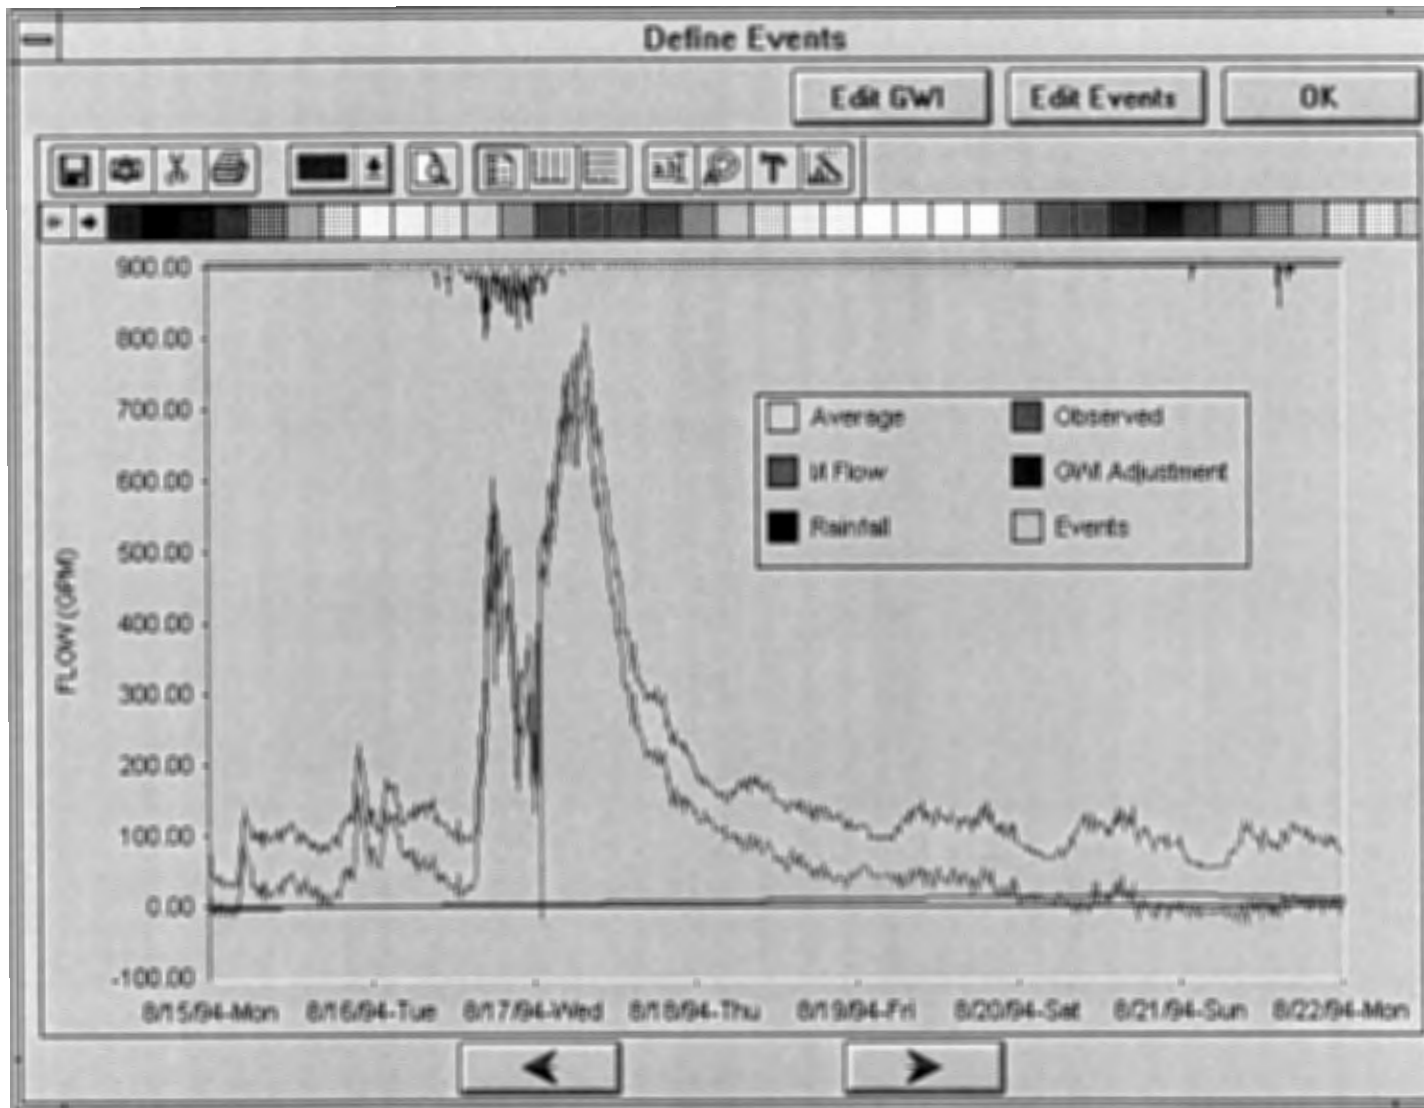 Define Events
Edit GWI Edit Events OK
900.00
800.00
700.00
600.00
500.00
400.00
300.00
200.00
100.00
0.00
-100.00
FLOW (GPM)
Average Observed
I/I Flow GWI Adjustment
Rainfall Events
8/15/94-Mon 8/16/94-Tue 8/17/94-Wed 8/18/94-Thu 8/19/94-Fri 8/20/94-Sat 8/21/94-Sun 8/22/94-Mon